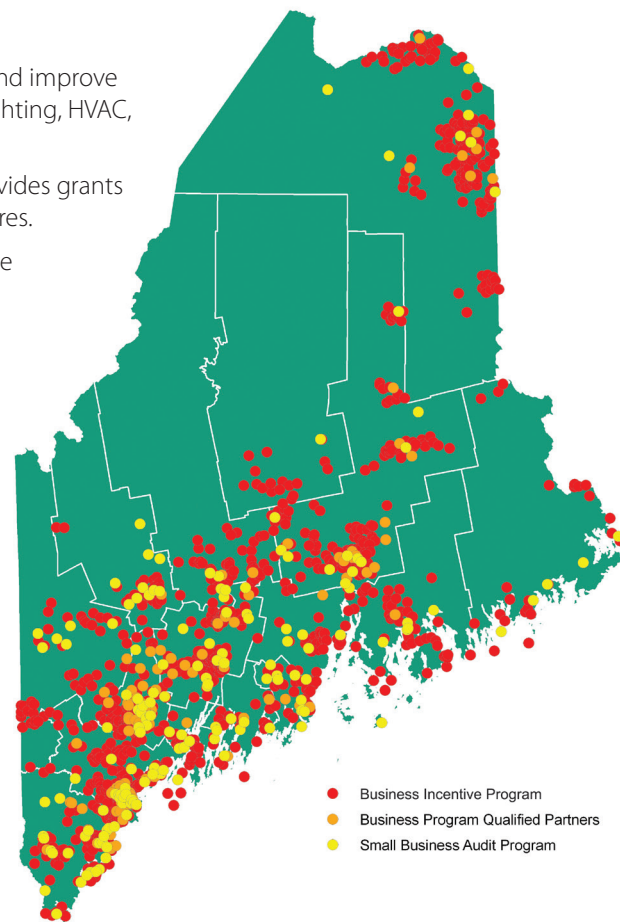 nd improve
hting, HVAC,
vides grants
res.
e
Business Incentive Program
Business Program Qualified Partners
Small Business Audit Program